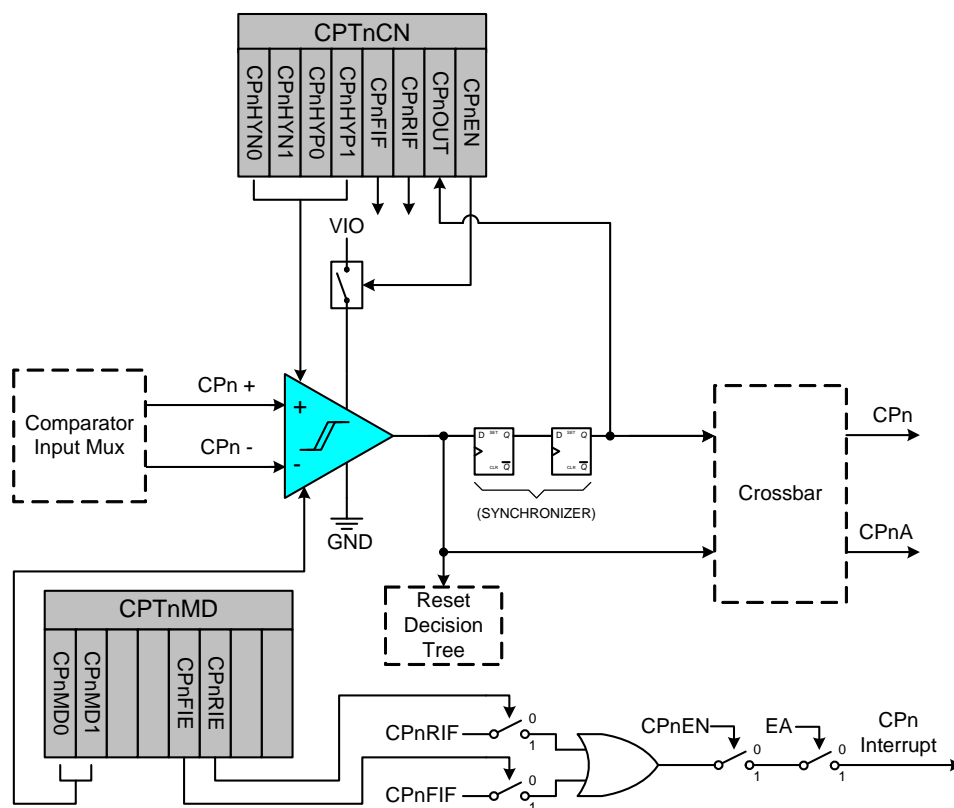 CPTnCN
CPnHYN0
CPnHYN1
CPnHYP0
CPnHYP1
CPnFIF
CPnRIF
CPnOUT
CPnEN
VIO
Comparator
Input Mux
CPn +
CPn -
+
-
GND
D SET Q
CLR Q
D SET Q
CLR Q
(SYNCHRONIZER)
Crossbar
CPn
CPnA
Reset
Decision
Tree
CPTnMD
CPnMD0
CPnMD1
CPnFIE
CPnRIE
CPnRIF
0
1
CPnFIF
0
1
CPnEN
0
1
EA
0
1
CPn
Interrupt